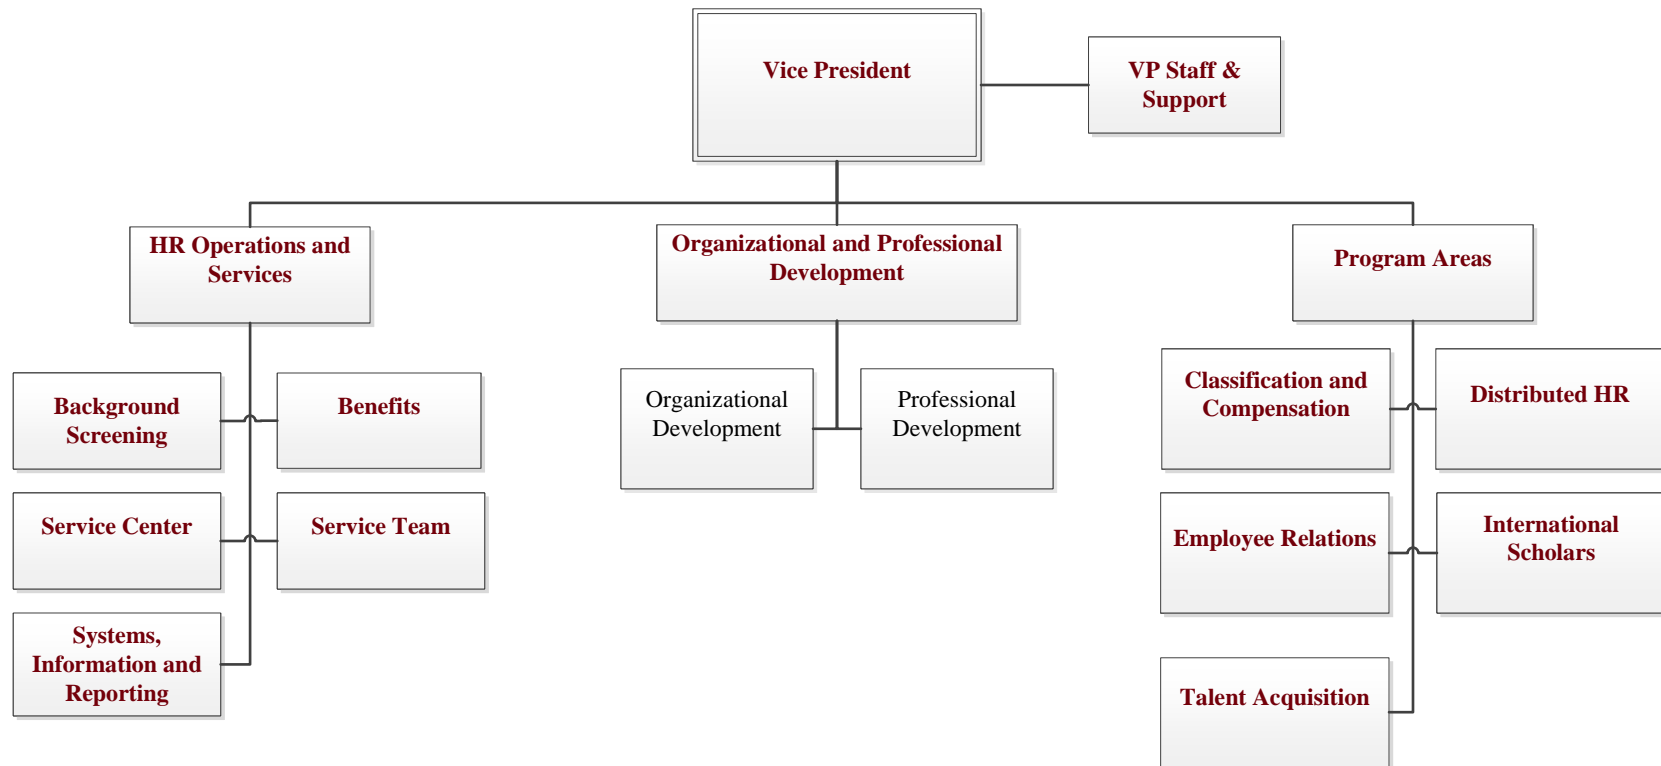 Vice President
VP Staff &
Support
HR Operations and
Services
Organizational and Professional
Development
Program Areas
Background
Screening
Benefits
Service Center
Service Team
Systems,
Information and
Reporting
Organizational
Development
Professional
Development
Classification and
Compensation
Distributed HR
Employee Relations
International
Scholars
Talent Acquisition